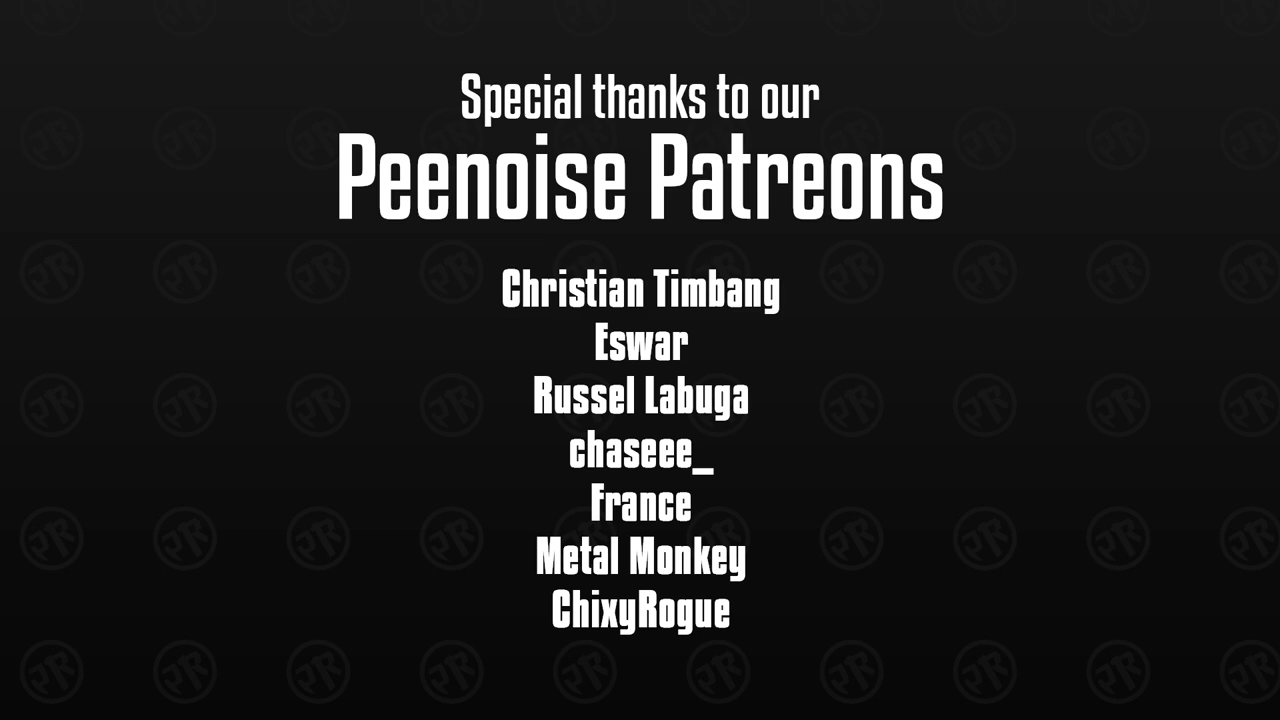 Special thanks to our
Peenoise Patreons
Christian Timbang
Eswar
Russel Labuga
chaseee_
France
Metal Monkey
ChixyRogue